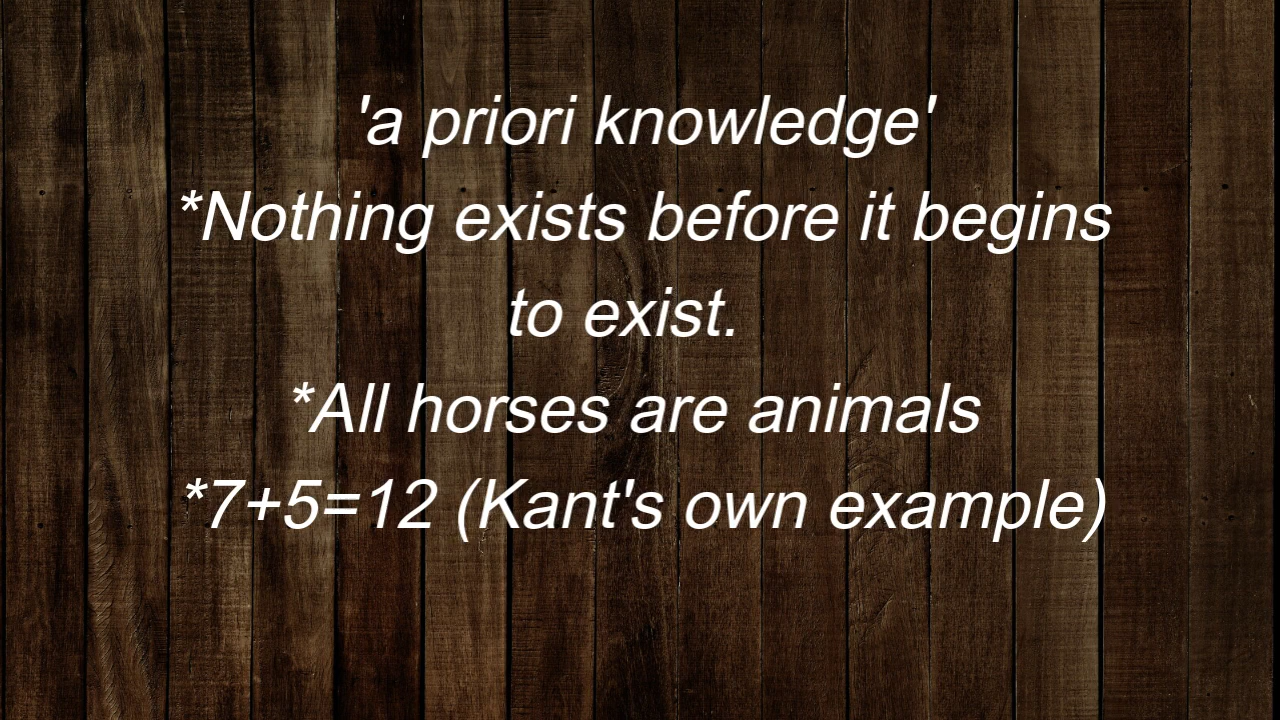 'a priori knowledge'
*Nothing exists before it begins
to exist.
*All horses are animals
*7+5=12 (Kant's own example)